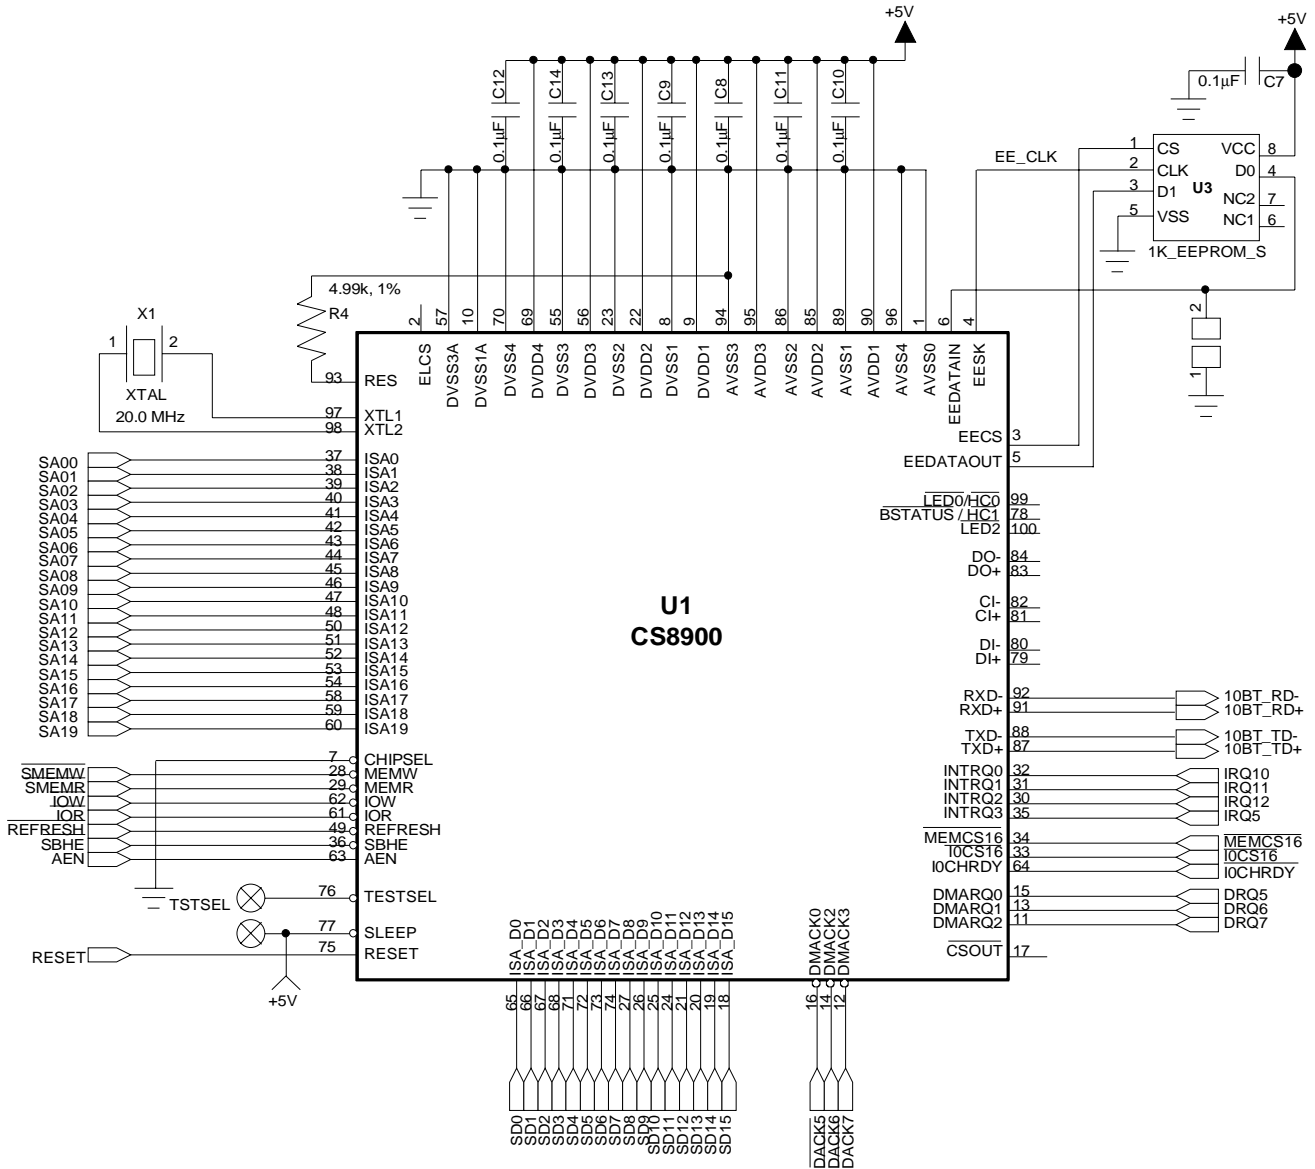 +5V
+5V
C12
0.1µF
C14
0.1µF
C13
0.1µF
C9
0.1µF
C8
0.1µF
C11
0.1µF
C10
0.1µF
0.1µF
C7
EE_CLK
1 CS
2 CLK
3 D1
5 VSS
U3
VCC 8
D0 4
NC2 7
NC1 6
1K_EEPROM_S
2
1
4.99k, 1%
R4
X1
1
2
XTAL
20.0 MHz
2 ELCS
57 DVSS3A
10 DVSS1A
70 DVSS4
69 DVDD4
55 DVSS3
56 DVDD3
23 DVSS2
22 DVDD2
8 DVSS1
9 DVDD1
94 AVSS3
95 AVDD3
86 AVSS2
85 AVDD2
89 AVSS1
90 AVDD1
96 AVSS4
1 AVSS0
6 EEDATAIN
4 EESK
93 RES
97 XTL1
98 XTL2
SA00 37 ISA0
SA01 38 ISA1
SA02 39 ISA2
SA03 40 ISA3
SA04 41 ISA4
SA05 42 ISA5
SA06 43 ISA6
SA07 44 ISA7
SA08 45 ISA8
SA09 46 ISA9
SA10 47 ISA10
SA11 48 ISA11
SA12 50 ISA12
SA13 51 ISA13
SA14 52 ISA14
SA15 53 ISA15
SA16 54 ISA16
SA17 58 ISA17
SA18 59 ISA18
SA19 60 ISA19
7 CHIPSEL
SMEMW 28 MEMW
SMEMR 29 MEMR
IOW 62 IOW
IOR 61 IOR
REFRESH 49 REFRESH
SBHE 36 SBHE
AEN 63 AEN
TSTSEL 76 TESTSEL
77 SLEEP
RESET 75 RESET
+5V
U1
CS8900
EECS 3
EEDATAOUT 5
LED0/HC0 99
BSTATUS / HC1 78
LED2 100
DO- 84
DO+ 83
CI- 82
CI+ 81
DI- 80
DI+ 79
RXD- 92 10BT_RD-
RXD+ 91 10BT_RD+
TXD- 88 10BT_TD-
TXD+ 87 10BT_TD+
INTRQ0 32 IRQ10
INTRQ1 31 IRQ11
INTRQ2 30 IRQ12
INTRQ3 35 IRQ5
MEMCS16 34 MEMCS16
I0CS16 33 I0CS16
I0CHRDY 64 I0CHRDY
DMARQ0 15 DRQ5
DMARQ1 13 DRQ6
DMARQ2 11 DRQ7
CSOUT 17
ISA_D0 65 SD0
ISA_D1 66 SD1
ISA_D2 67 SD2
ISA_D3 68 SD3
ISA_D4 71 SD4
ISA_D5 72 SD5
ISA_D6 73 SD6
ISA_D7 74 SD7
ISA_D8 27 SD8
ISA_D9 26 SD9
ISA_D10 25 SD10
ISA_D11 24 SD11
ISA_D12 21 SD12
ISA_D13 20 SD13
ISA_D14 19 SD14
ISA_D15 18 SD15
DMACK0 16 DACK5
DMACK2 14 DACK6
DMACK3 12 DACK7